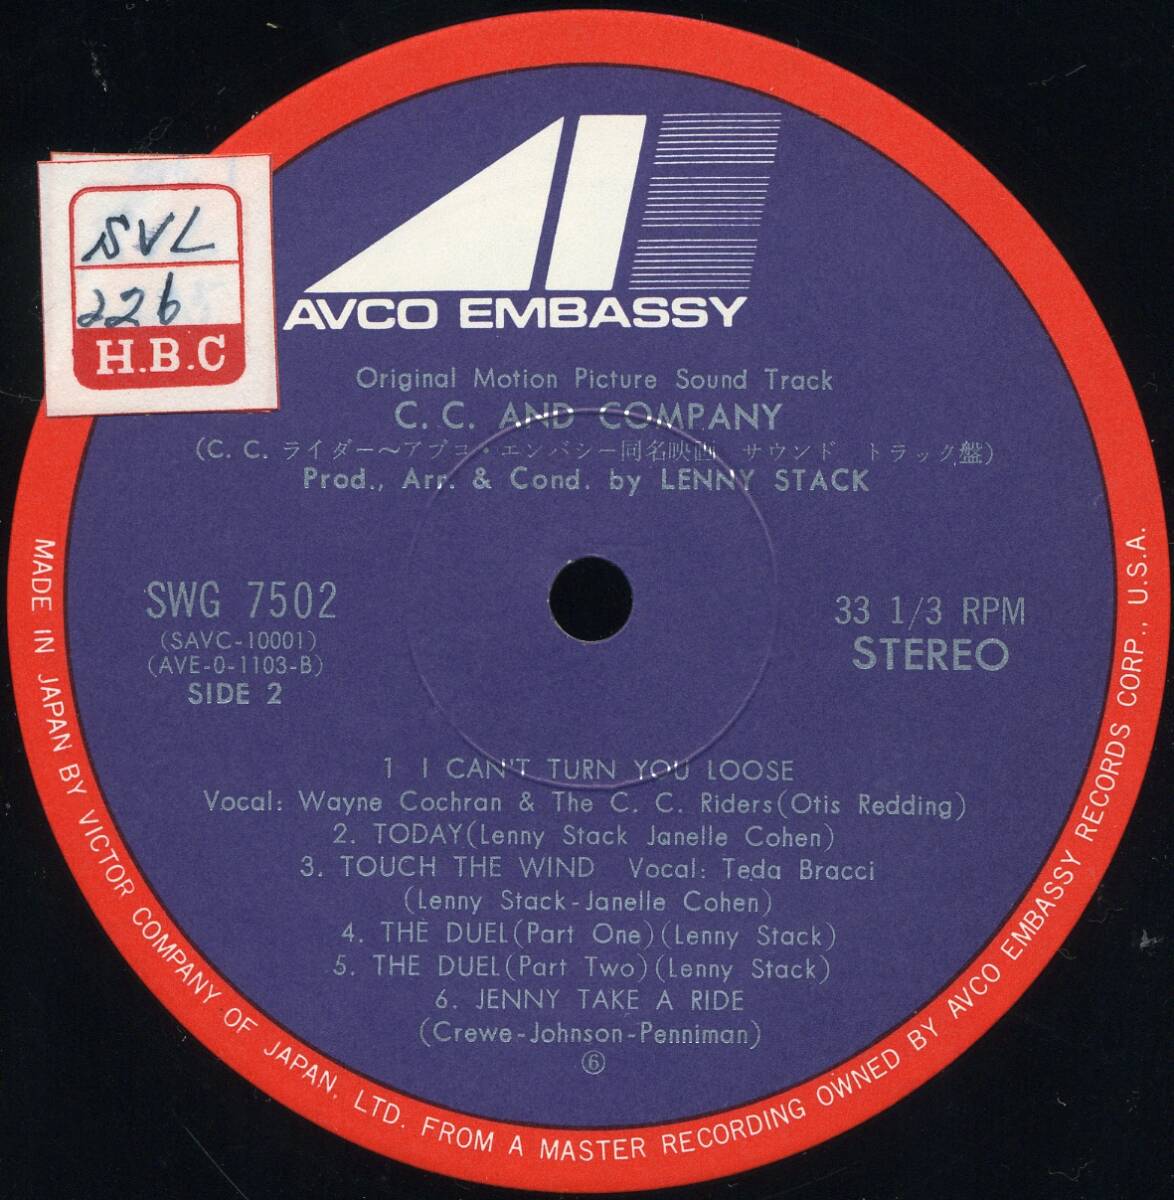 SVL
226
H.B.C
AVCO EMBASSY
Original Motion Picture Sound Track
C. C. AND COMPANY
(C. C. ライダー〜アブコ・エンバシー同名映画 サウンド トラック盤)
Prod., Arr. & Cond. by LENNY STACK
SWG 7502
(SAVC-10001)
(AVE-0-1103-B)
SIDE 2
33 1/3 RPM
STEREO
1 I CAN'T TURN YOU LOOSE
Vocal: Wayne Cochran & The C. C. Riders(Otis Redding)
2. TODAY(Lenny Stack Janelle Cohen)
3. TOUCH THE WIND Vocal: Teda Bracci
(Lenny Stack-Janelle Cohen)
4. THE DUEL(Part One)(Lenny Stack)
5. THE DUEL(Part Two)(Lenny Stack)
6. JENNY TAKE A RIDE
(Crewe-Johnson-Penniman)
⑥
MADE IN JAPAN BY VICTOR COMPANY OF JAPAN, LTD. FROM A MASTER RECORDING OWNED BY AVCO EMBASSY RECORDS CORP., U.S.A.